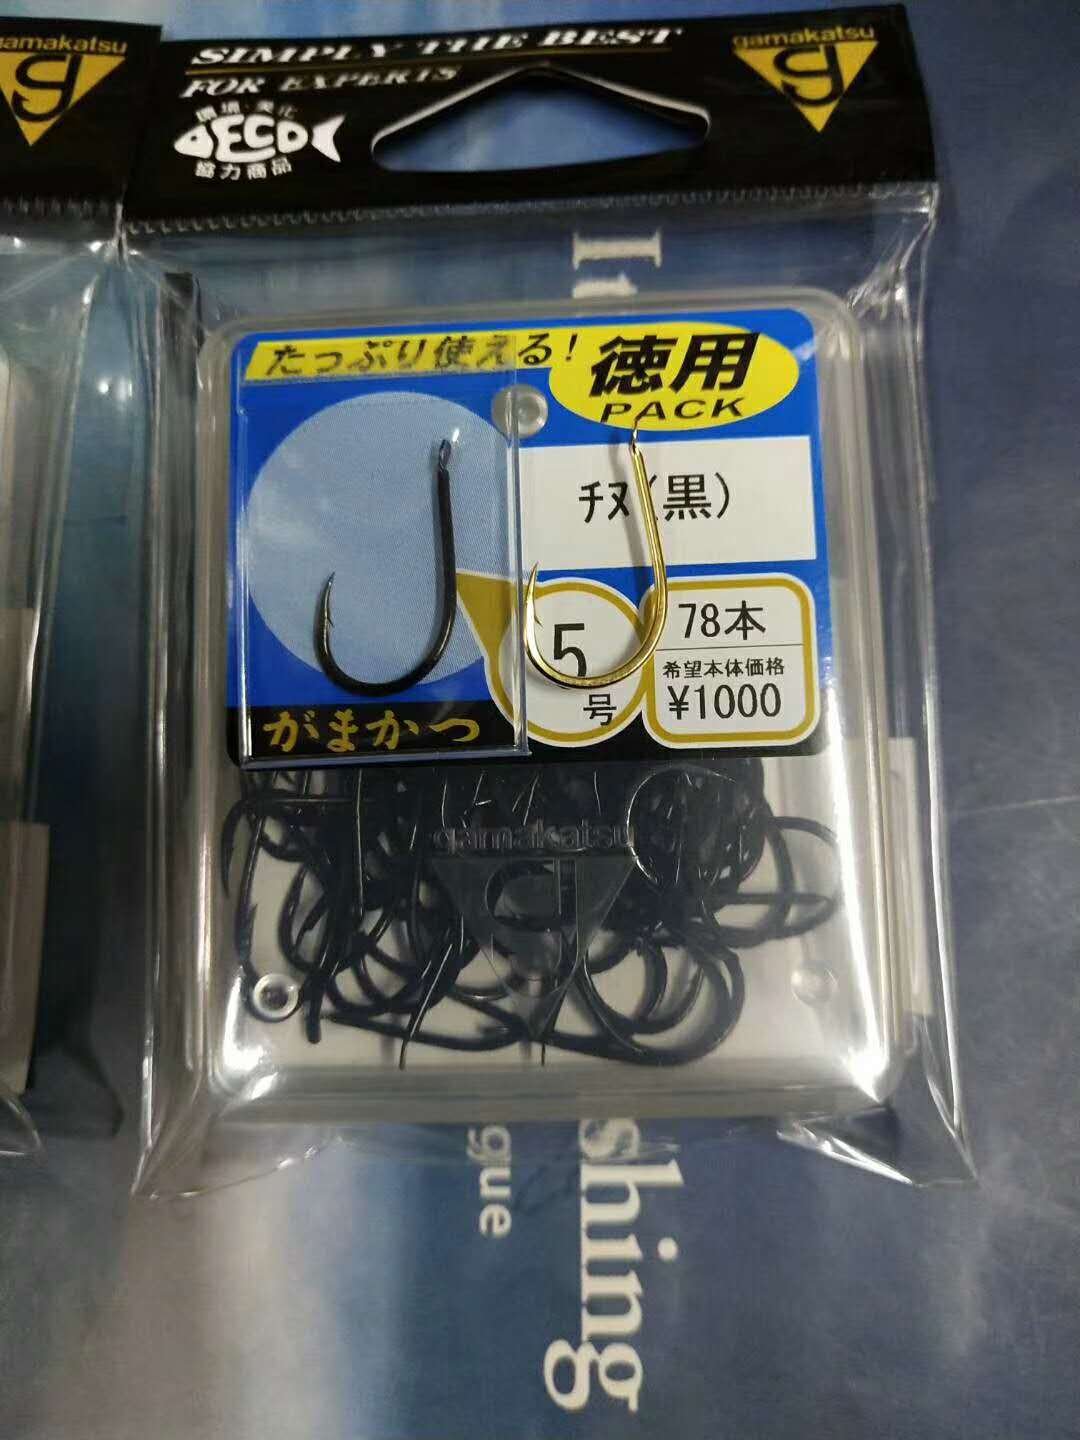 gamakatsu
SIMPLY THE BEST
FOR EXPERTS
環境・美化
ECO
協力商品
gamakatsu
たっぷり使える!
徳用
PACK
チヌ(黒)
5
号
78本
希望本体価格
¥1000
がまかつ
gamakatsu
shing
gue